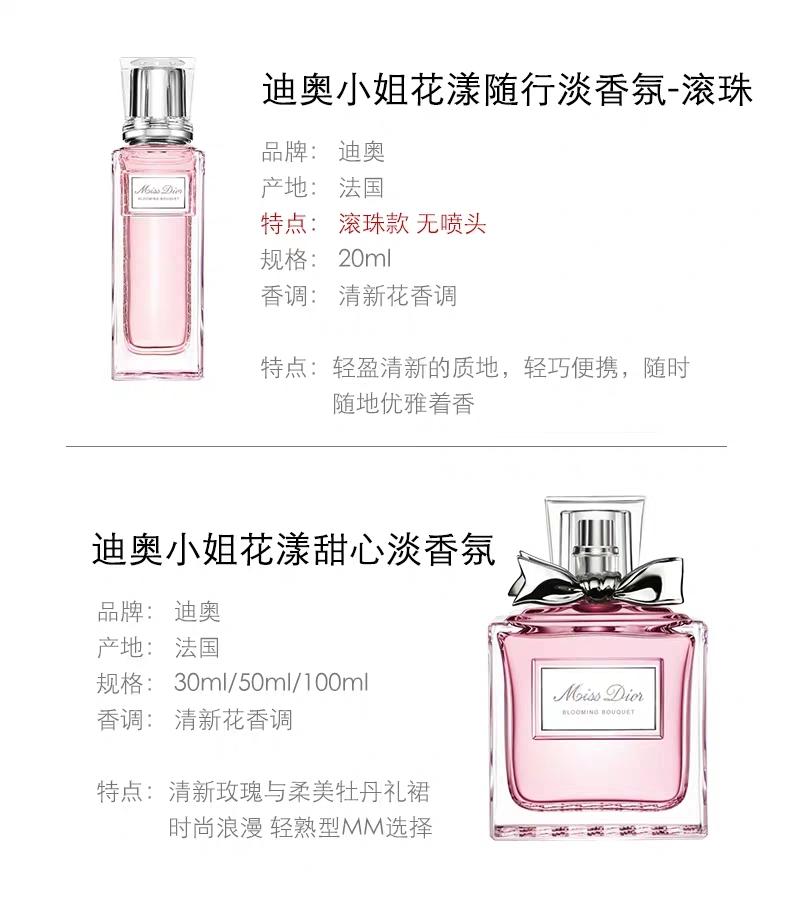 迪奥小姐花漾随行淡香氛-滚珠
品牌： 迪奥
产地： 法国
特点： 滚珠款 无喷头
规格： 20ml
香调： 清新花香调
特点：轻盈清新的质地，轻巧便携，随时
随地优雅着香
Miss Dior
BLOOMING BOUQUET
迪奥小姐花漾甜心淡香氛
品牌： 迪奥
产地： 法国
规格： 30ml/50ml/100ml
香调： 清新花香调
特点：清新玫瑰与柔美牡丹礼裙
时尚浪漫 轻熟型MM选择
Miss Dior
BLOOMING BOUQUET